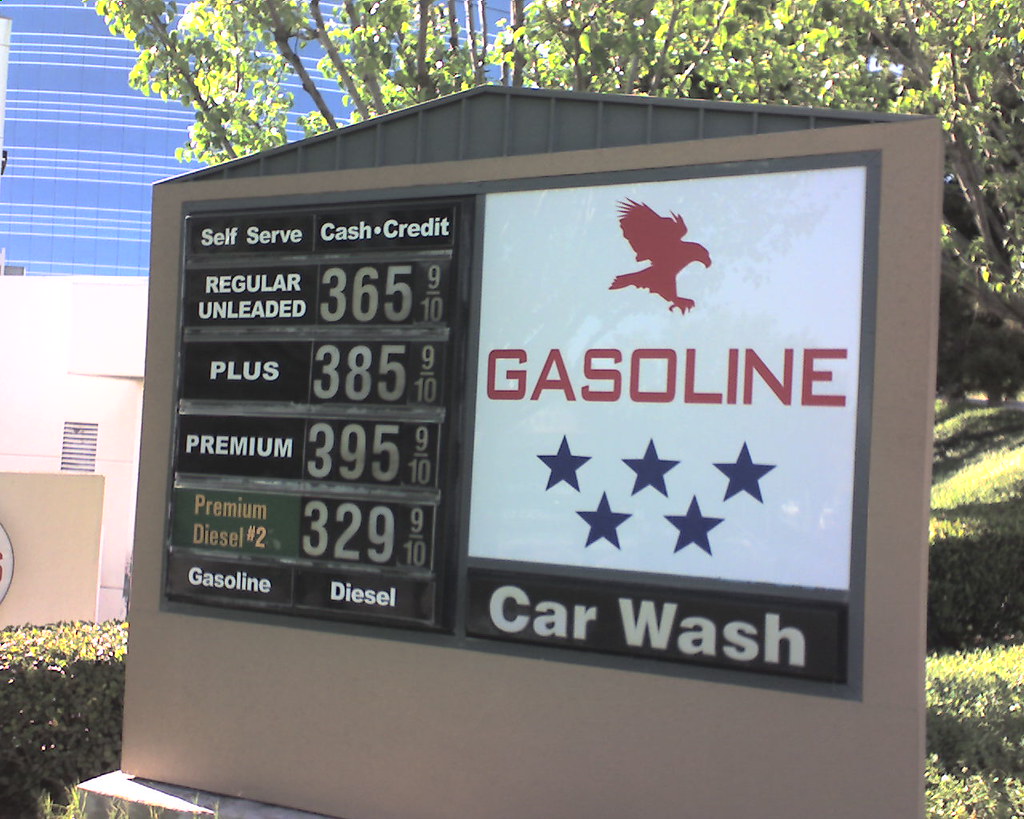 Self Serve Cash•Credit
REGULAR
UNLEADED
365 9/10
PLUS 385 9/10
PREMIUM 395 9/10
Premium
Diesel #2
329 9/10
Gasoline Diesel
GASOLINE
Car Wash